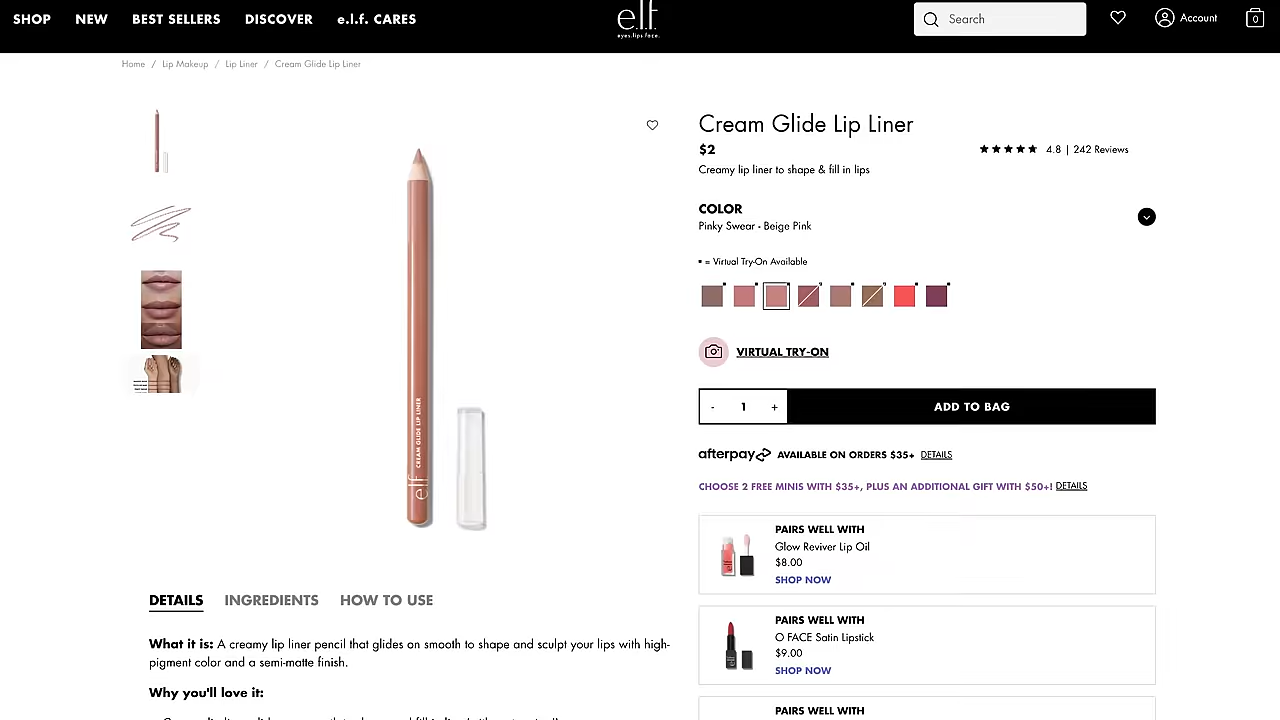 SHOP NEW BEST SELLERS DISCOVER e.l.f. CARES
e.l.f.
eyes.lips.face.
Search
Account
0
Home / Lip Makeup / Lip Liner / Cream Glide Lip Liner
Cream Glide Lip Liner
$2
4.8 | 242 Reviews
Creamy lip liner to shape & fill in lips
COLOR
Pinky Swear - Beige Pink
= Virtual Try-On Available
VIRTUAL TRY-ON
- 1 +
ADD TO BAG
afterpay AVAILABLE ON ORDERS $35+ DETAILS
CHOOSE 2 FREE MINIS WITH $35+, PLUS AN ADDITIONAL GIFT WITH $50+! DETAILS
PAIRS WELL WITH
Glow Reviver Lip Oil
$8.00
SHOP NOW
PAIRS WELL WITH
O FACE Satin Lipstick
$9.00
SHOP NOW
PAIRS WELL WITH
elf CREAM GLIDE LIP LINER
DETAILS INGREDIENTS HOW TO USE
What it is: A creamy lip liner pencil that glides on smooth to shape and sculpt your lips with high-
pigment color and a semi-matte finish.
Why you'll love it: